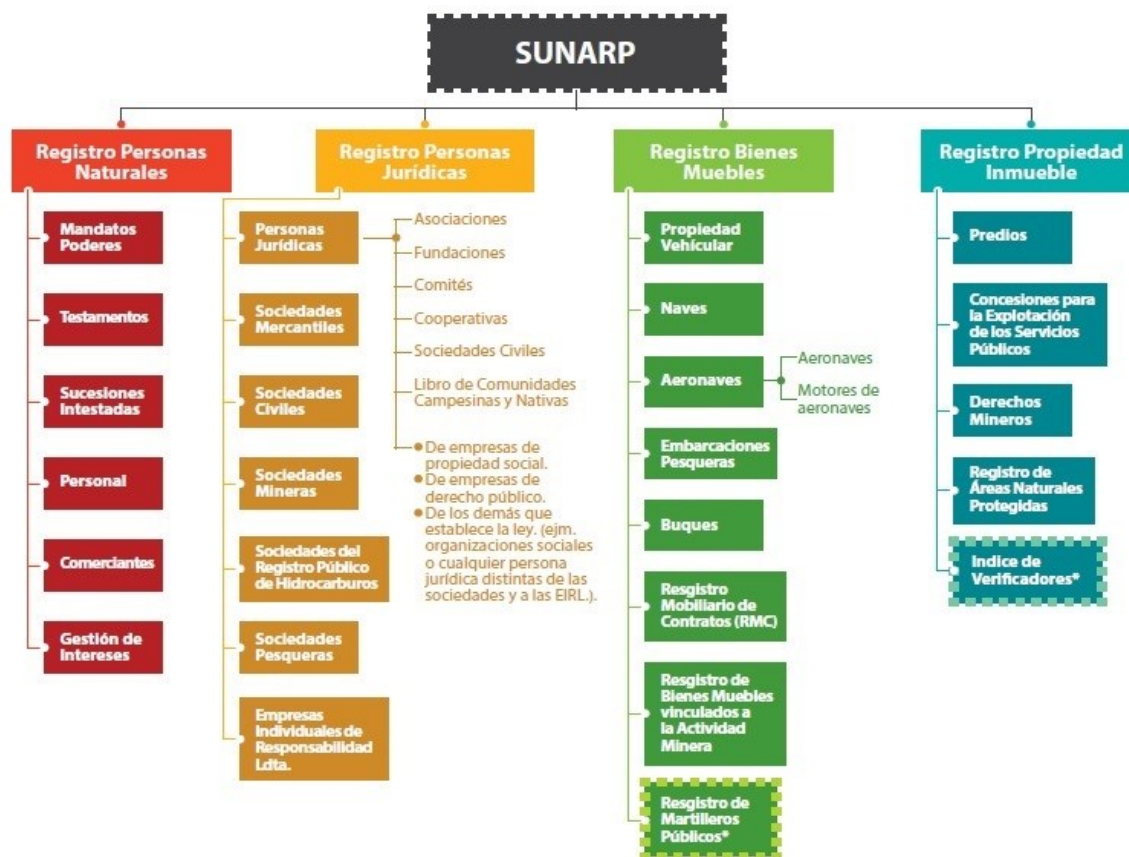 SUNARP
Registro Personas
Naturales
Mandatos
Poderes
Testamentos
Sucesiones
Intestadas
Personal
Comerciantes
Gestión de
Intereses
Registro Personas
Jurídicas
Personas
Jurídicas
Asociaciones
Fundaciones
Comités
Cooperativas
Sociedades Civiles
Libro de Comunidades
Campesinas y Nativas
De empresas de
propiedad social.
De empresas de
derecho público.
De los demás que
establece la ley. (ejm.
organizaciones sociales
o cualquier persona
jurídica distintas de las
sociedades y a las EIRL.).
Sociedades
Mercantiles
Sociedades
Civiles
Sociedades
Mineras
Sociedades del
Registro Público
de Hidrocarburos
Sociedades
Pesqueras
Empresas
Individuales de
Responsabilidad
Ldta.
Registro Bienes
Muebles
Propiedad
Vehícular
Naves
Aeronaves
Aeronaves
Motores de
aeronaves
Embarcaciones
Pesqueras
Buques
Resgistro
Mobiliario de
Contratos (RMC)
Resgistro de
Bienes Muebles
vinculados a
la Actividad
Minera
Resgistro de
Martilleros
Públicos*
Registro Propiedad
Inmueble
Predios
Concesiones para
la Explotación
de los Servicios
Públicos
Derechos
Mineros
Registro de
Áreas Naturales
Protegidas
Indice de
Verificadores*